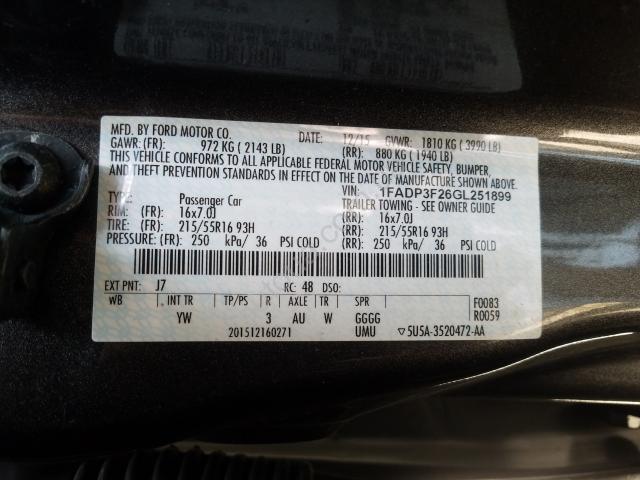 MFD. BY FORD MOTOR CO. DATE: 12/15 GVWR: 1810 KG ( 3990 LB)
GAWR: (FR): 972 KG ( 2143 LB) (RR): 880 KG ( 1940 LB)
THIS VEHICLE CONFORMS TO ALL APPLICABLE FEDERAL MOTOR VEHICLE SAFETY, BUMPER,
AND THEFT PREVENTION STANDARDS IN EFFECT ON THE DATE OF MANUFACTURE SHOWN ABOVE.
VIN: 1FADP3F26GL251899
TYPE: Passenger Car TRAILER TOWING - SEE OWNER GUIDE
RIM: (FR): 16x7.0J (RR): 16x7.0J
TIRE: (FR): 215/55R16 93H (RR): 215/55R16 93H
PRESSURE: (FR): 250 kPa/ 36 PSI COLD (RR): 250 kPa/ 36 PSI COLD
EXT PNT: J7 RC: 48 DSO: F0083
WB INT TR TP/PS R AXLE TR SPR R0059
YW 3 AU W GGGG
201512160271 UMU ▽5U5A-3520472-AA